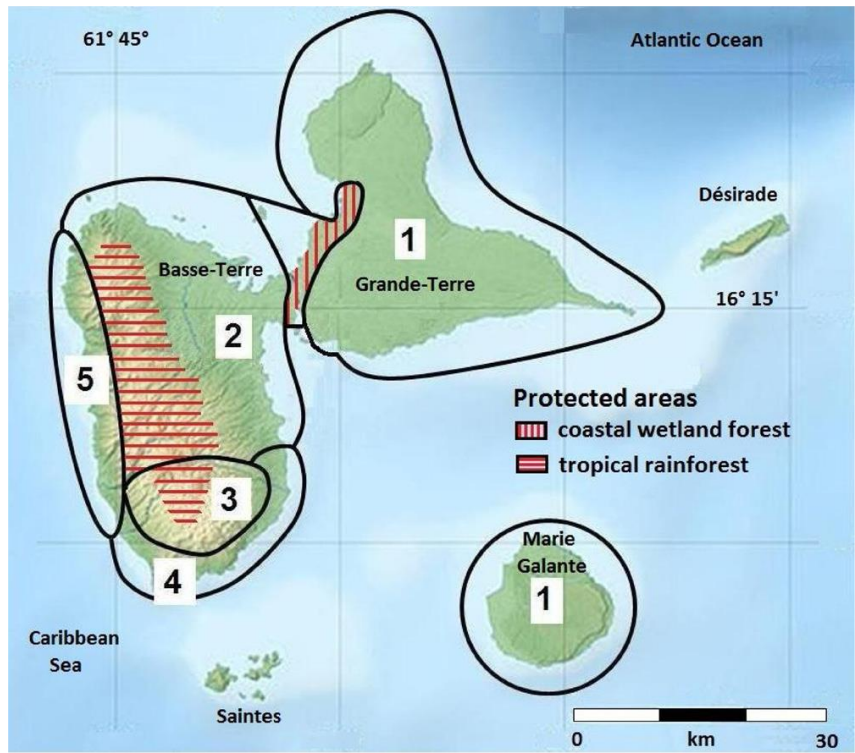 61° 45°
Atlantic Ocean
Désirade
1
Basse-Terre
Grande-Terre
16° 15'
2
5
Protected areas
coastal wetland forest
tropical rainforest
3
Marie
Galante
4
1
Caribbean
Sea
Saintes
0 km 30